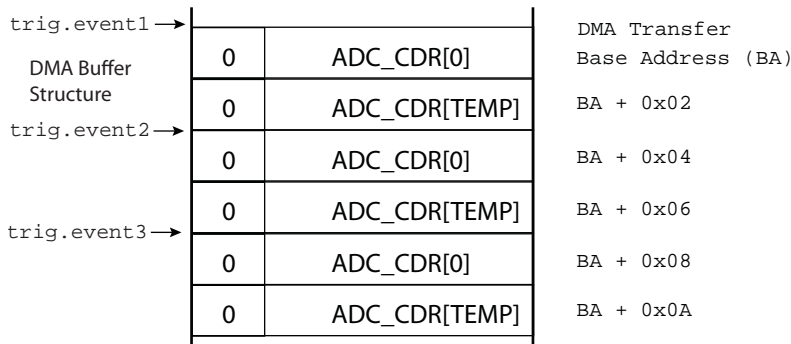 trig.event1
DMA Transfer
Base Address (BA)
DMA Buffer
Structure
0 ADC_CDR[0]
0 ADC_CDR[TEMP] BA + 0x02
trig.event2
0 ADC_CDR[0] BA + 0x04
0 ADC_CDR[TEMP] BA + 0x06
trig.event3
0 ADC_CDR[0] BA + 0x08
0 ADC_CDR[TEMP] BA + 0x0A